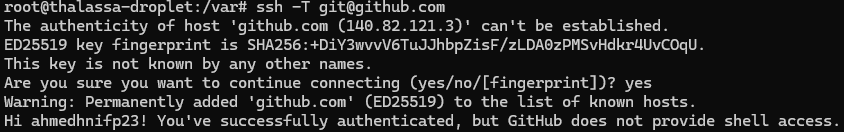 root@thalassa-droplet:/var# ssh -T git@github.com
The authenticity of host 'github.com (140.82.121.3)' can't be established.
ED25519 key fingerprint is SHA256:+DiY3wvvV6TuJJhbpZisF/zLDA0zPMSvHdkr4UvCOqU.
This key is not known by any other names.
Are you sure you want to continue connecting (yes/no/[fingerprint])? yes
Warning: Permanently added 'github.com' (ED25519) to the list of known hosts.
Hi ahmedhnifp23! You've successfully authenticated, but GitHub does not provide shell access.